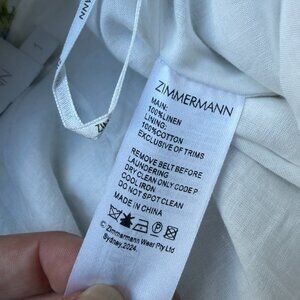 ZIMMERMANN
MAIN:
100%LINEN
LINING:
100%COTTON
EXCLUSIVE OF TRIMS
REMOVE BELT BEFORE
LAUNDERING
DRY CLEAN ONLY CODE P
COOL IRON
DO NOT SPOT CLEAN
MADE IN CHINA
© Zimmermann Wear Pty Ltd
Sydney, 2024.